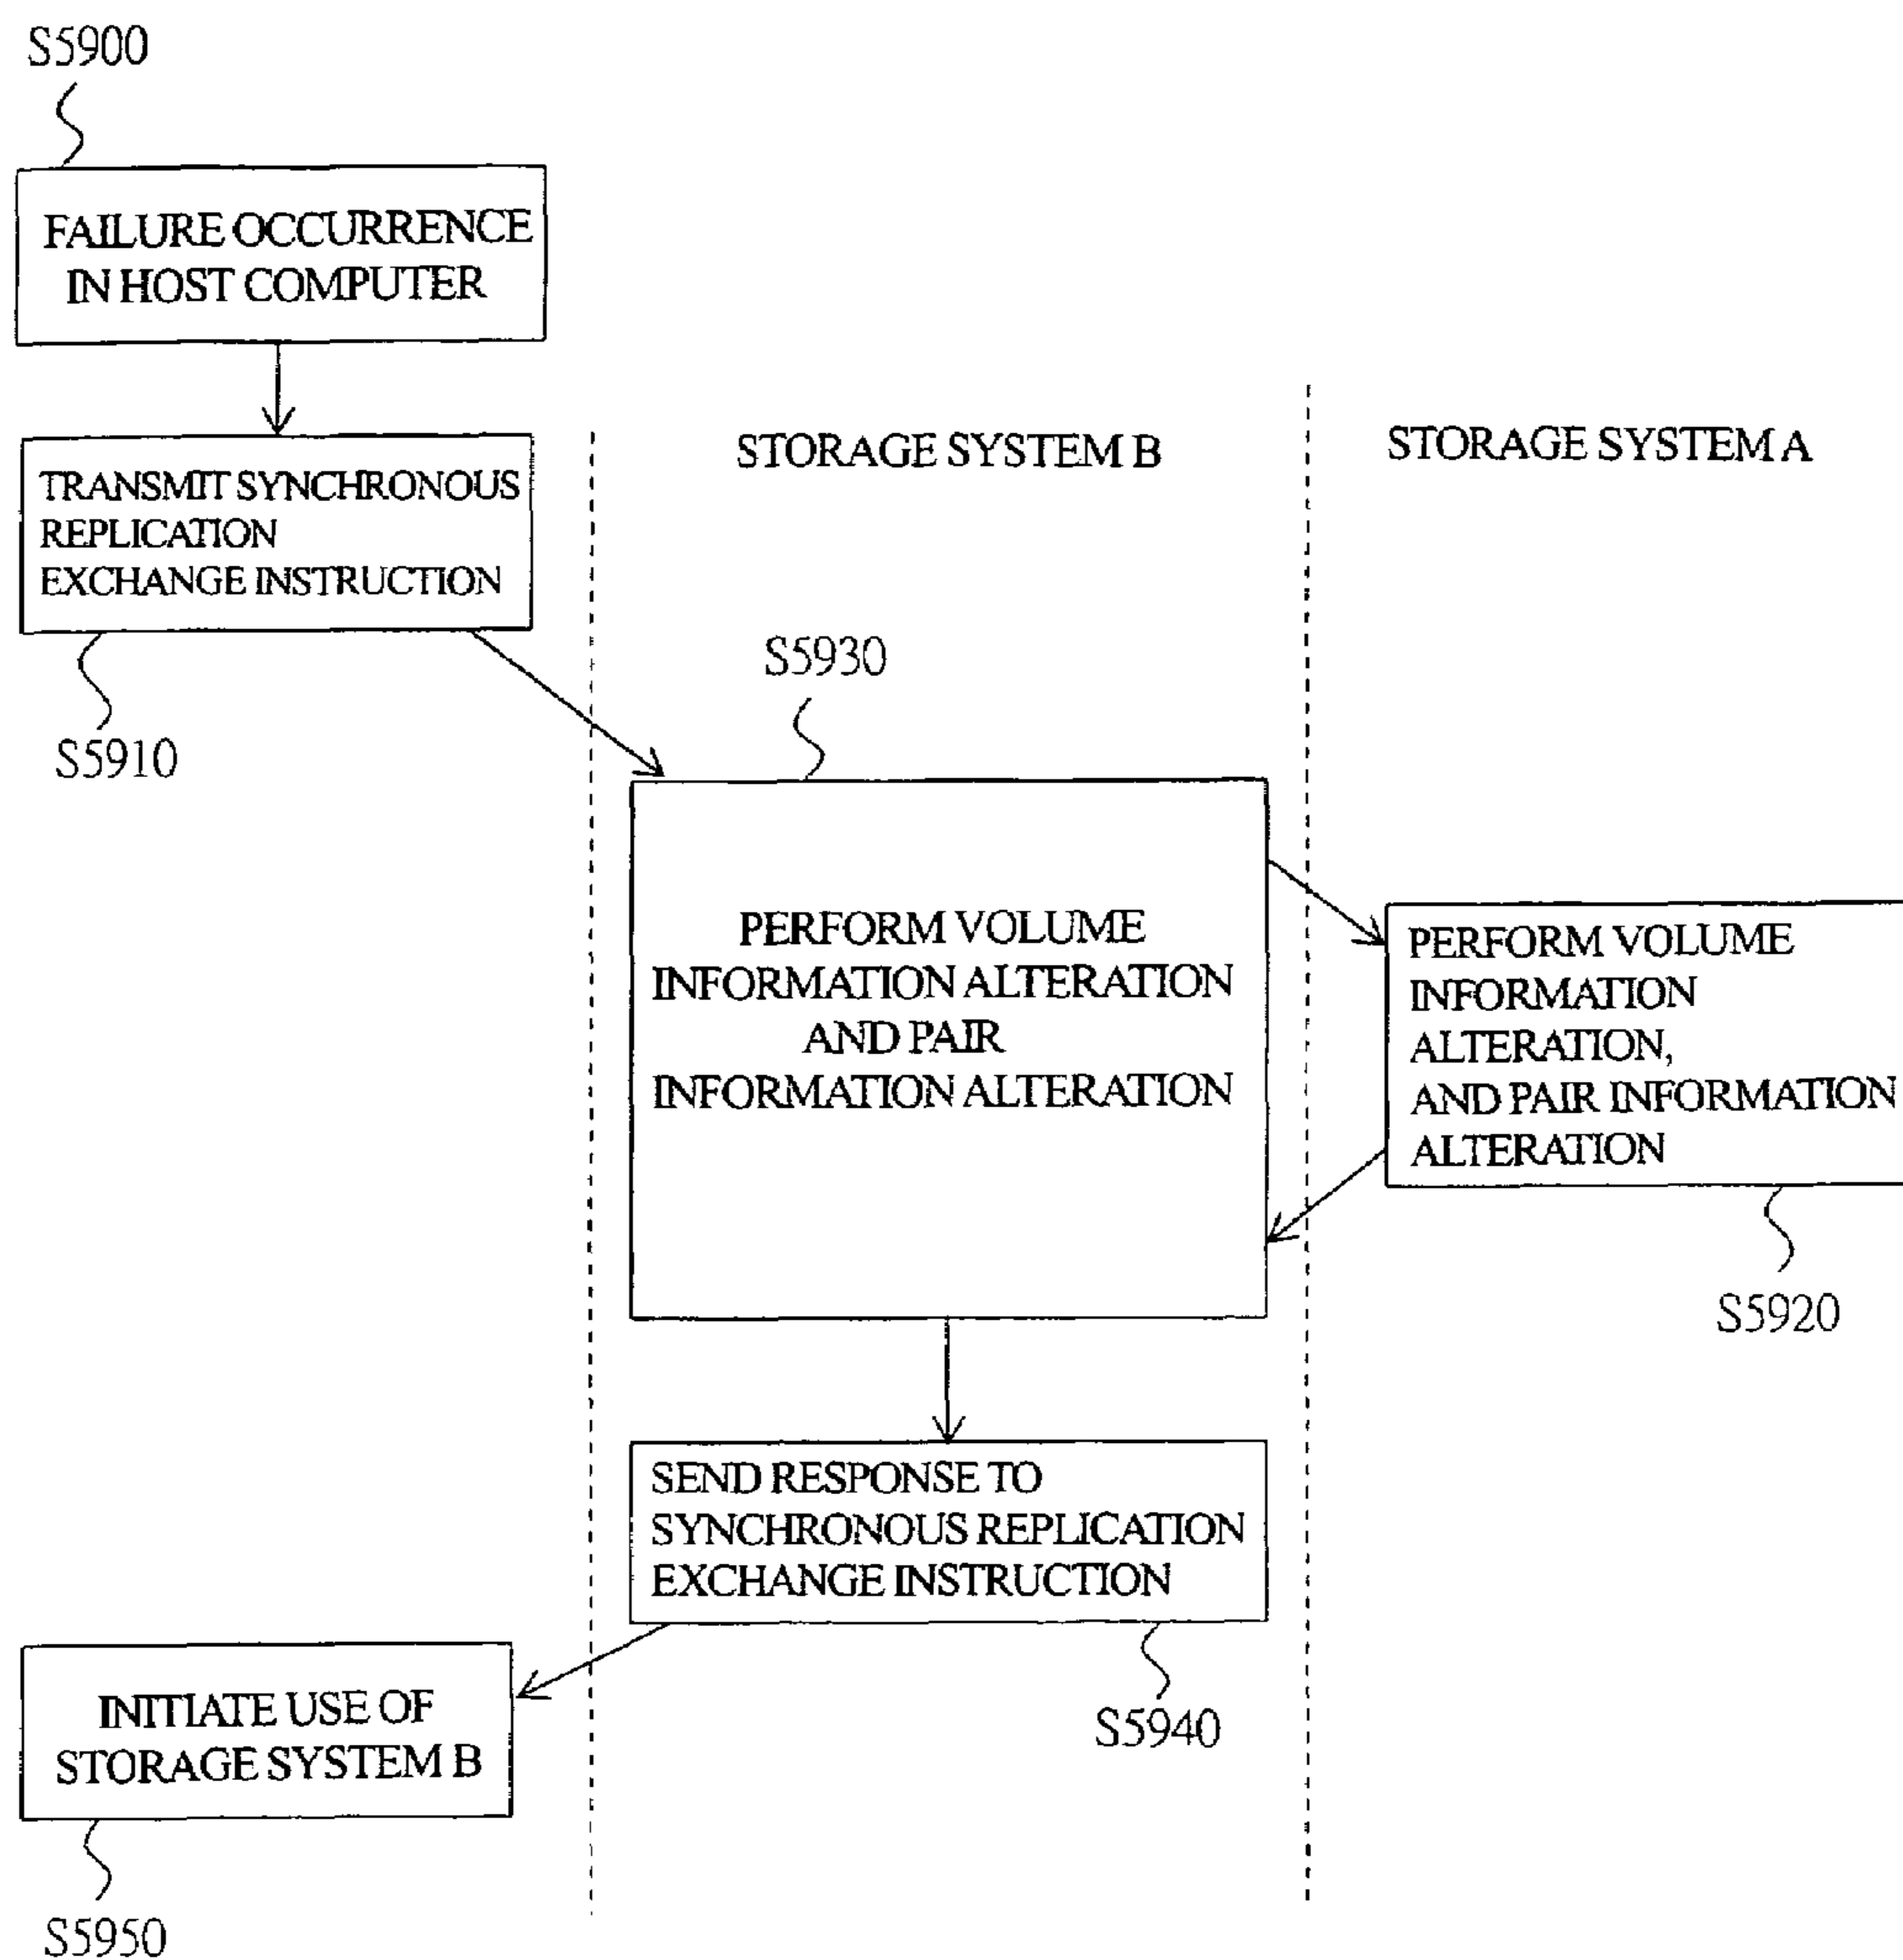 S5900
FAILURE OCCURRENCE
IN HOST COMPUTER
TRANSMIT SYNCHRONOUS
REPLICATION
EXCHANGE INSTRUCTION
S5910
STORAGE SYSTEM B
STORAGE SYSTEM A
S5930
PERFORM VOLUME
INFORMATION ALTERATION
AND PAIR
INFORMATION ALTERATION
PERFORM VOLUME
INFORMATION
ALTERATION,
AND PAIR INFORMATION
ALTERATION
S5920
SEND RESPONSE TO
SYNCHRONOUS REPLICATION
EXCHANGE INSTRUCTION
S5940
INITIATE USE OF
STORAGE SYSTEM B
S5950